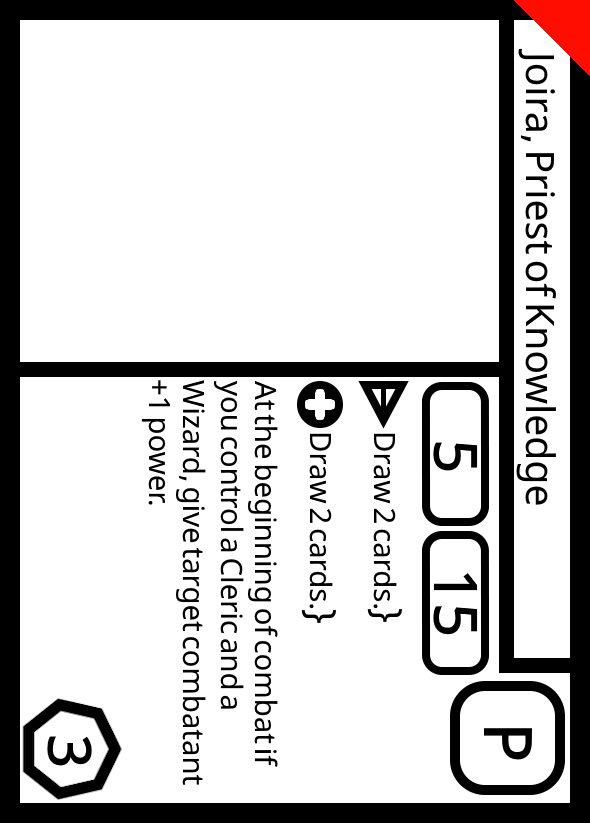 Joira, Priest of Knowledge
P
5
15
Draw 2 cards.}
Draw 2 cards.}
At the beginning of combat if
you control a Cleric and a
Wizard, give target combatant
+1 power.
3